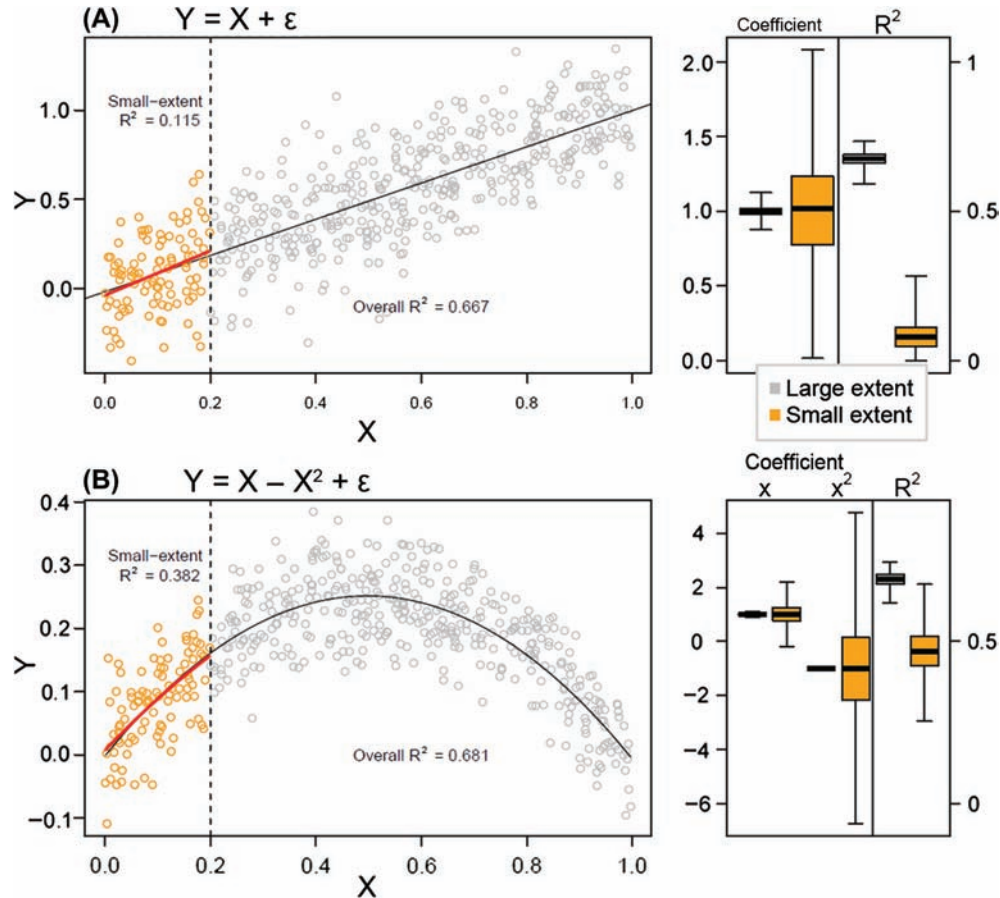 (A) Y = X + ε
Small−extent
R² = 0.115
Overall R² = 0.667
Y
1.0
0.5
0.0
0.0 0.2 0.4 0.6 0.8 1.0
X
Coefficient R²
2.0
1.5
1.0
0.5
0.0
1
0.5
0
Large extent
Small extent
(B) Y = X − X² + ε
Small−extent
R² = 0.382
Overall R² = 0.681
Y
0.4
0.3
0.2
0.1
0.0
−0.1
0.0 0.2 0.4 0.6 0.8 1.0
X
Coefficient
x x² R²
4
2
0
−2
−4
−6
0.5
0